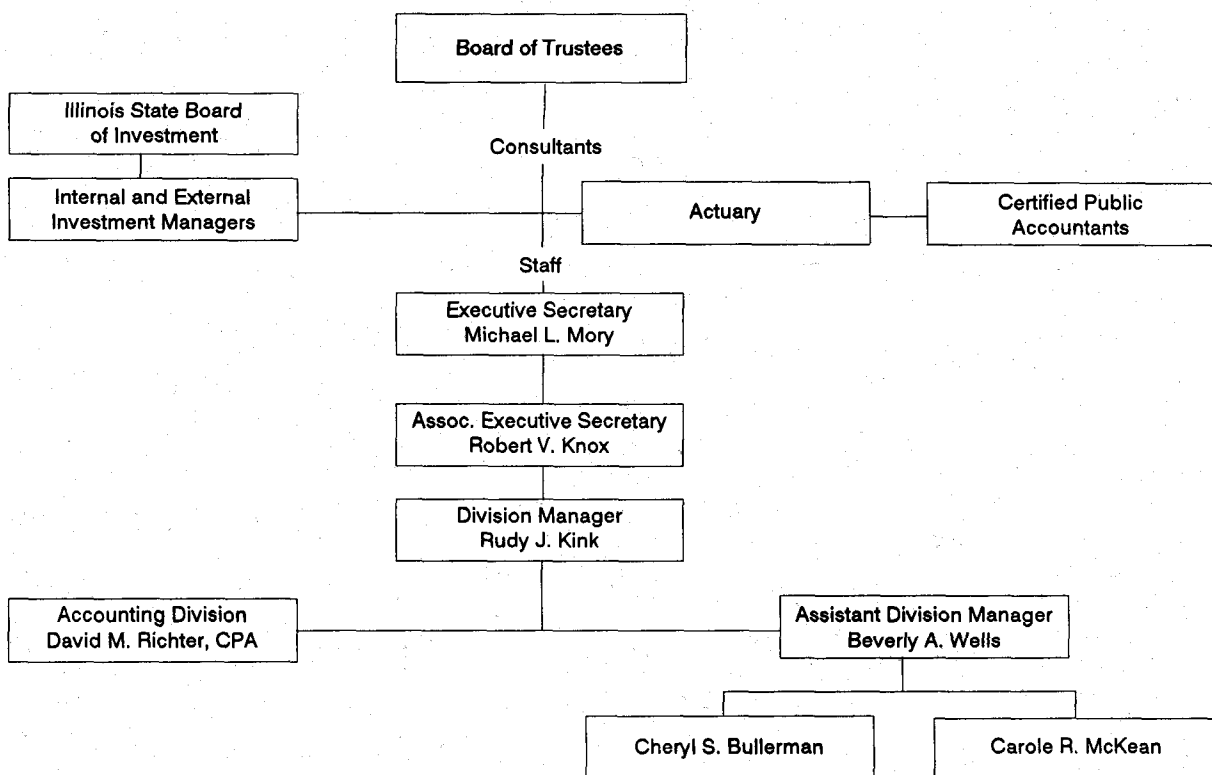 Board of Trustees
Illinois State Board
of Investment
Consultants
Internal and External
Investment Managers
Actuary
Certified Public
Accountants
Staff
Executive Secretary
Michael L. Mory
Assoc. Executive Secretary
Robert V. Knox
Division Manager
Rudy J. Kink
Accounting Division
David M. Richter, CPA
Assistant Division Manager
Beverly A. Wells
Cheryl S. Bullerman
Carole R. McKean